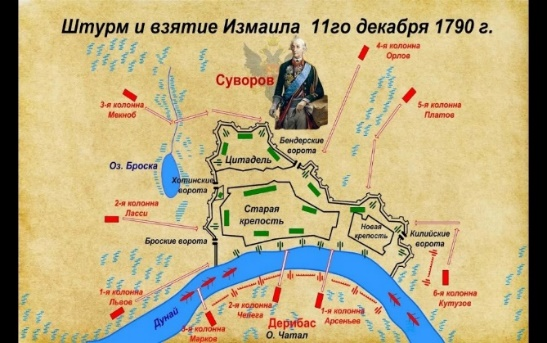 Штурм и взятие Измаила 11го декабря 1790 г.
Суворов
4-я колонна
Орлов
3-я колонна
Мекноб
5-я колонна
Платов
Бендерские
ворота
Цитадель
Оз. Броска
Хотинские
ворота
2-я колонна
Ласси
Старая
крепость
Новая
крепость
Броские ворота
Килийские
ворота
1-я колонна
Львов
2-я колонна
Чепега
1-я колонна
Арсеньев
6-я колонна
Кутузов
Дунай
3-я колонна
Марков
Дерибас
О. Чатал